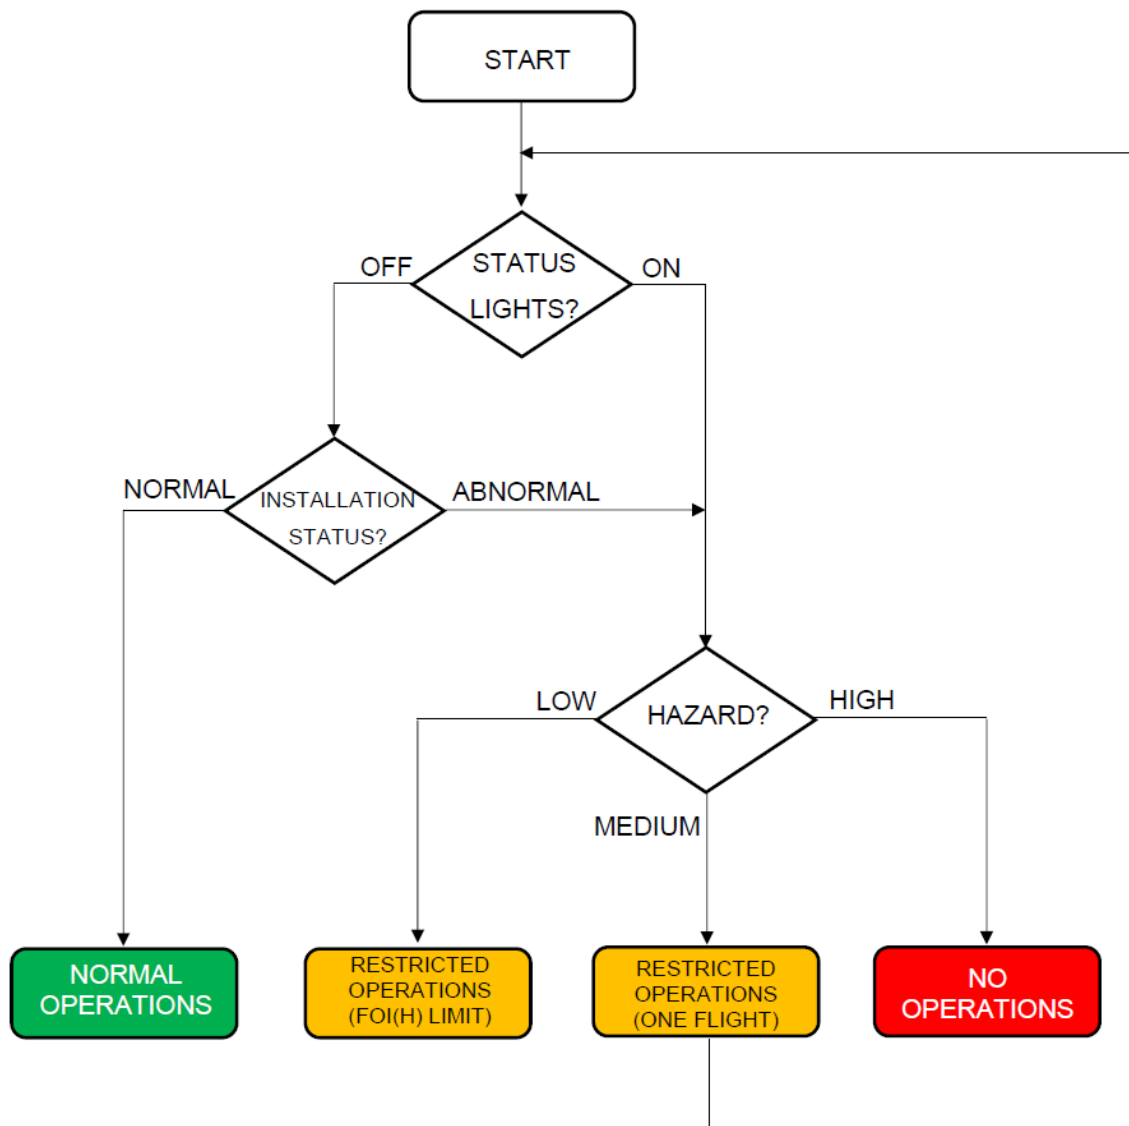 START
OFF
STATUS
LIGHTS?
ON
NORMAL
INSTALLATION
STATUS?
ABNORMAL
LOW
HAZARD?
HIGH
MEDIUM
NORMAL
OPERATIONS
RESTRICTED
OPERATIONS
(FOI(H) LIMIT)
RESTRICTED
OPERATIONS
(ONE FLIGHT)
NO
OPERATIONS